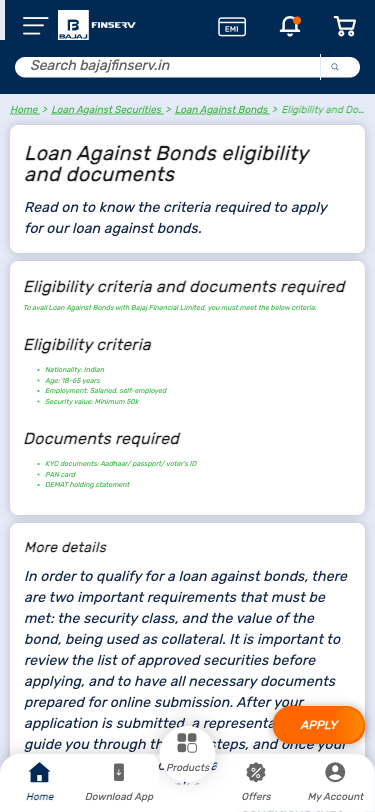 BAJAJ FINSERV
EMI
Search bajajfinserv.in
Home > Loan Against Securities > Loan Against Bonds > Eligibility and Do...
Loan Against Bonds eligibility
and documents
Read on to know the criteria required to apply
for our loan against bonds.
Eligibility criteria and documents required
To avail Loan Against Bonds with Bajaj Financial Limited, you must meet the below criteria:
Eligibility criteria
• Nationality: Indian
• Age: 18-65 years
• Employment: Salaried, self-employed
• Security value: Minimum 50k
Documents required
• KYC documents: Aadhaar/ passport/ voter's ID
• PAN card
• DEMAT holding statement
More details
In order to qualify for a loan against bonds, there
are two important requirements that must be
met: the security class, and the value of the
bond, being used as collateral. It is important to
review the list of approved securities before
applying, and to have all necessary documents
prepared for online submission. After your
application is submitted, a
APPLY
guide you through steps, and once your
Products
Home
Download App
Offers
My Account